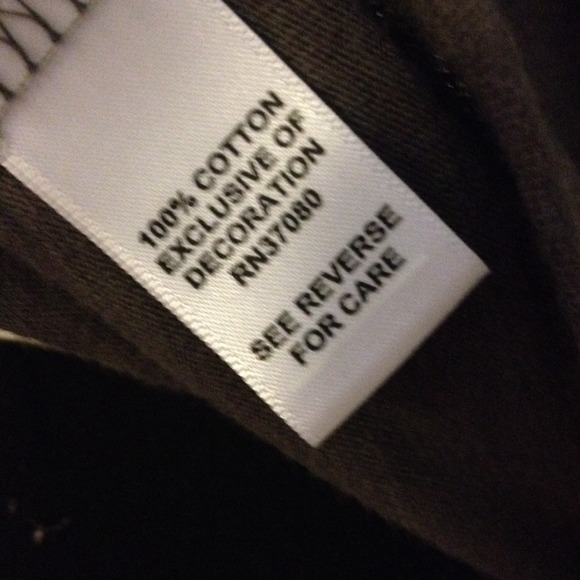 100% COTTON
EXCLUSIVE OF
DECORATION
RN37080
SEE REVERSE
FOR CARE